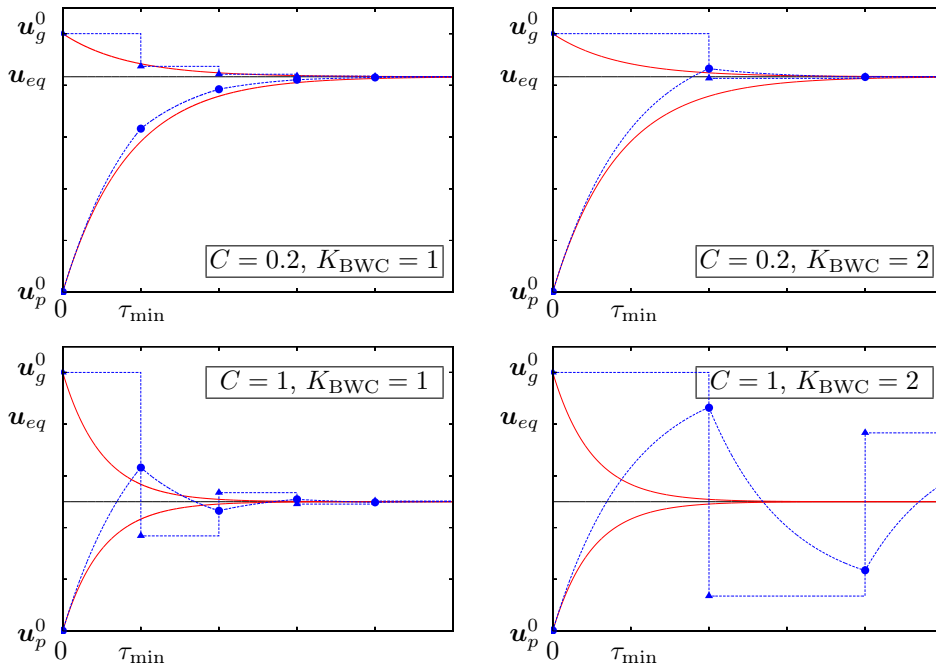 u_g^0
u_eq
C = 0.2, K_BWC = 1
u_p^0
0 τ_min
u_g^0
u_eq
C = 0.2, K_BWC = 2
u_p^0
0 τ_min
u_g^0
C = 1, K_BWC = 1
u_eq
u_p^0
0 τ_min
u_g^0
C = 1, K_BWC = 2
u_eq
u_p^0
0 τ_min